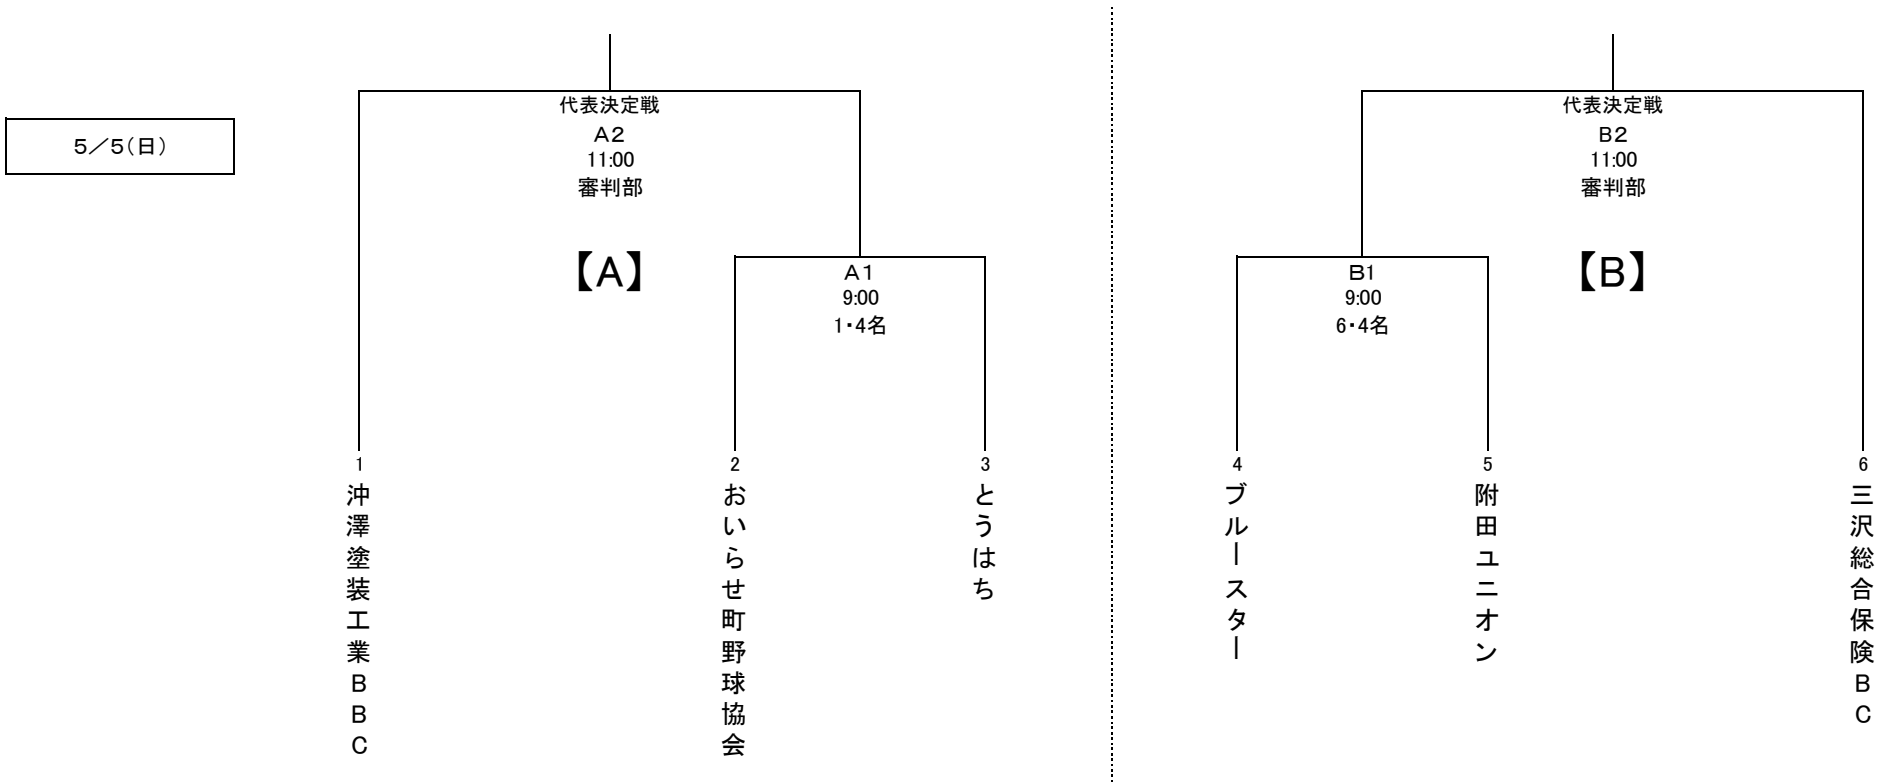 5／5（日）
代表決定戦
A2
11:00
審判部
【A】
A1
9:00
1・4名
1
沖澤塗装工業BBC
2
おいらせ町野球協会
3
とうはち
代表決定戦
B2
11:00
審判部
【B】
B1
9:00
6・4名
4
ブルースター
5
附田ユニオン
6
三沢総合保険BC